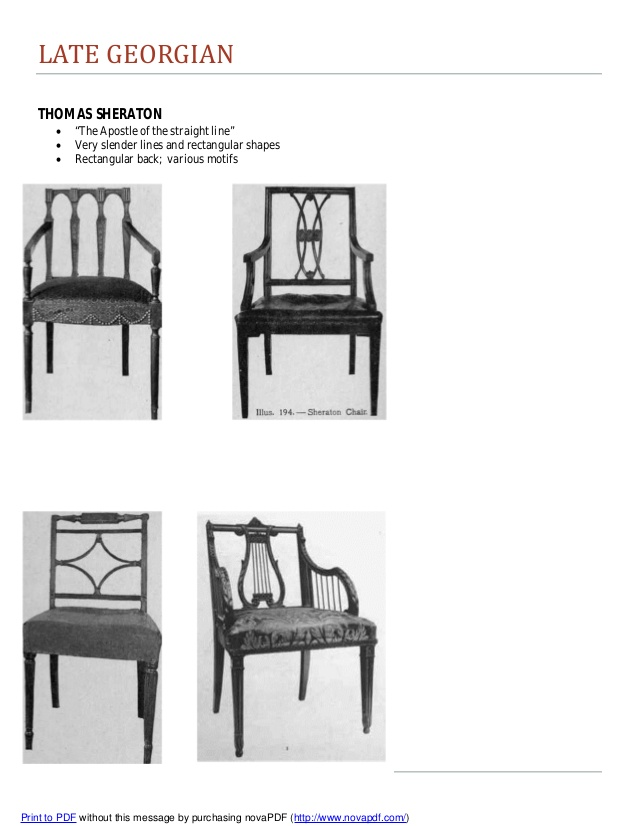 LATE GEORGIAN
THOMAS SHERATON
• “The Apostle of the straight line”
• Very slender lines and rectangular shapes
• Rectangular back; various motifs
Illus. 194.—Sheraton Chair.
Print to PDF without this message by purchasing novaPDF (http://www.novapdf.com/)